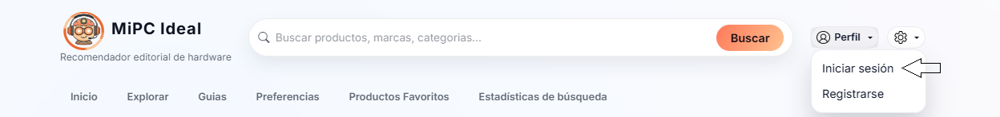 MiPC Ideal
Recomendador editorial de hardware
Buscar productos, marcas, categorias...
Buscar
Perfil
Iniciar sesión
Registrarse
Inicio
Explorar
Guias
Preferencias
Productos Favoritos
Estadísticas de búsqueda